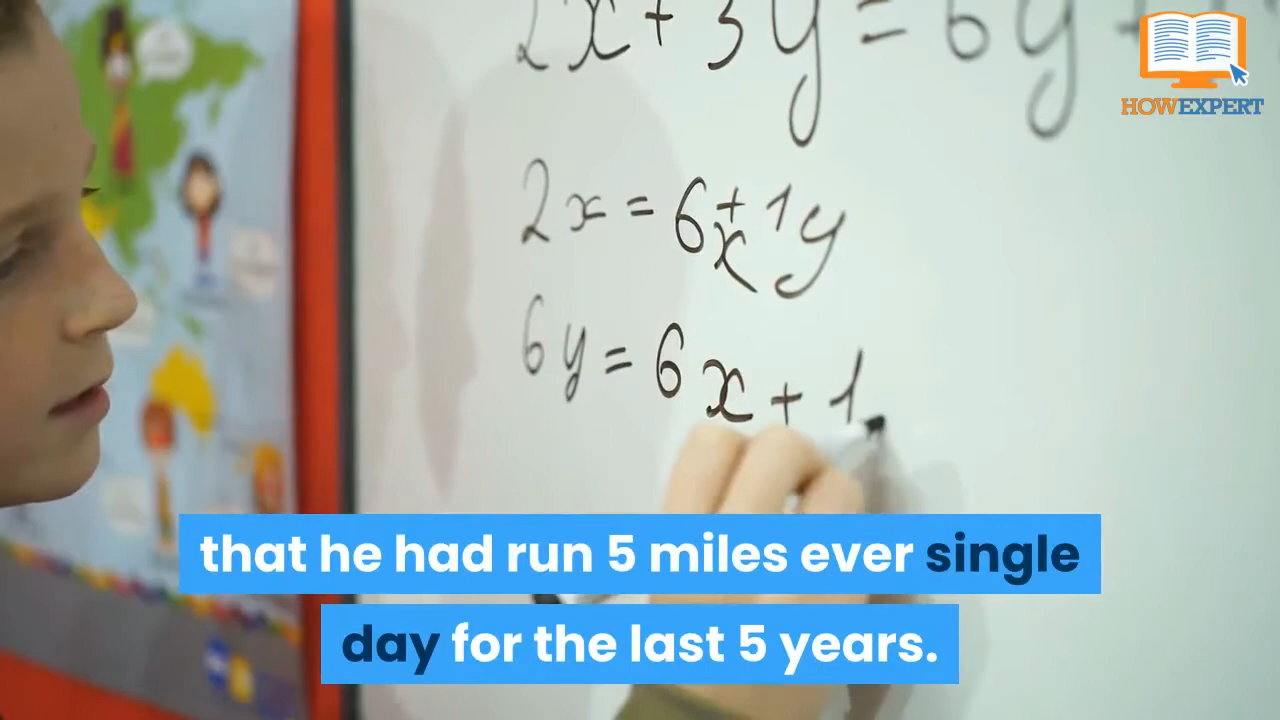 2x + 3y = 6y +
HOWEXPERT
2x = 6x + 1y
6y = 6x + 1
that he had run 5 miles ever single
day for the last 5 years.